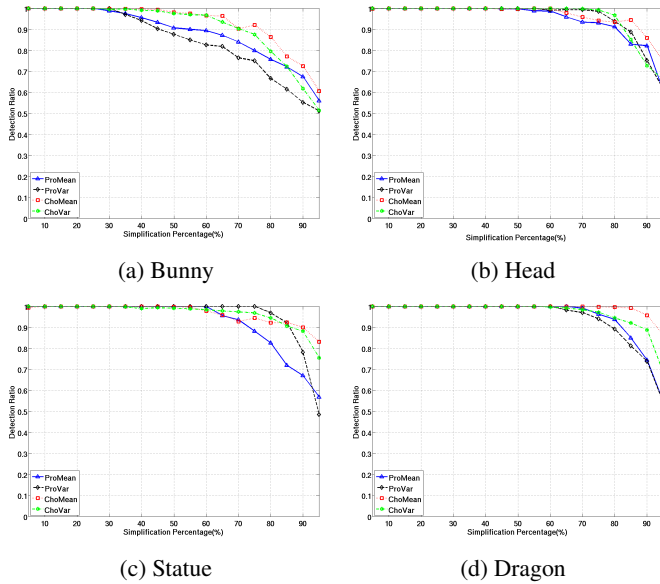 1
0.9
0.8
0.7
0.6
0.5
0.4
0.3
0.2
0.1
0
Detection Ratio
ProMean
ProVar
ChoMean
ChoVar
10 20 30 40 50 60 70 80 90
Simplification Percentage(%)
(a) Bunny
1
0.9
0.8
0.7
0.6
0.5
0.4
0.3
0.2
0.1
0
Detection Ratio
ProMean
ProVar
ChoMean
ChoVar
10 20 30 40 50 60 70 80 90
Simplification Percentage(%)
(b) Head
1
0.9
0.8
0.7
0.6
0.5
0.4
0.3
0.2
0.1
0
Detection Ratio
ProMean
ProVar
ChoMean
ChoVar
10 20 30 40 50 60 70 80 90
Simplification Percentage(%)
(c) Statue
1
0.9
0.8
0.7
0.6
0.5
0.4
0.3
0.2
0.1
0
Detection Ratio
ProMean
ProVar
ChoMean
ChoVar
10 20 30 40 50 60 70 80 90
Simplification Percentage(%)
(d) Dragon